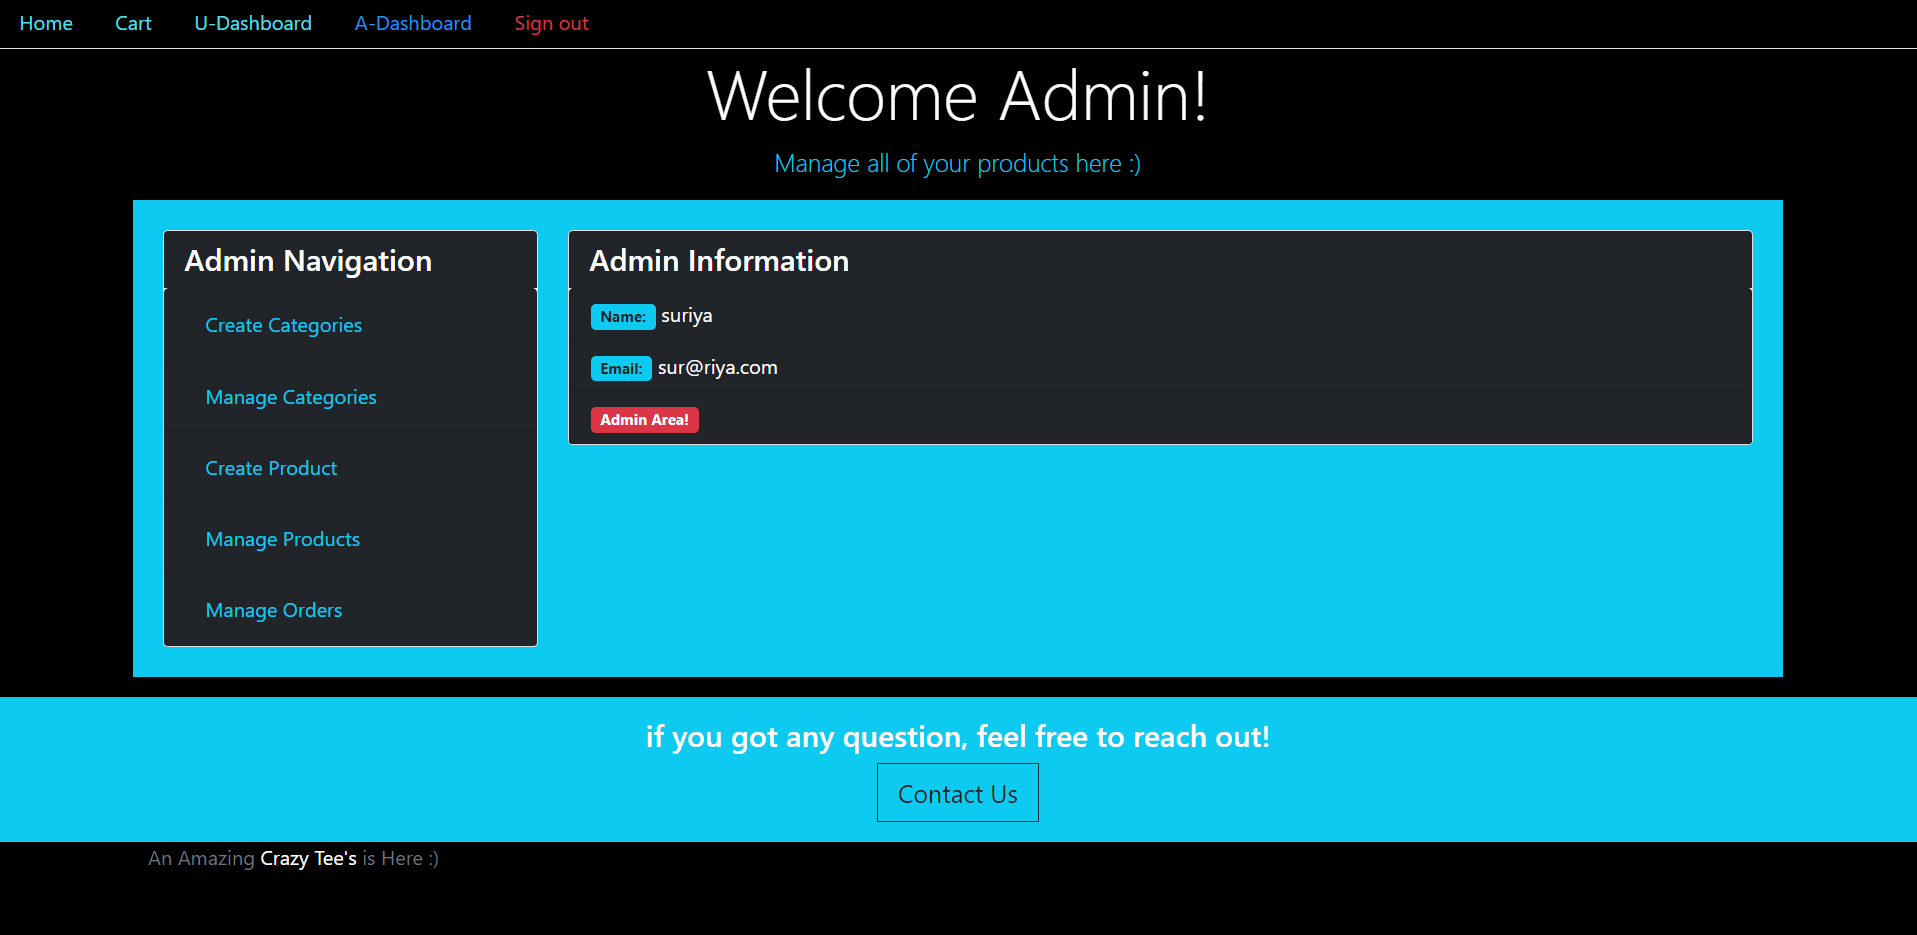 Home Cart U-Dashboard A-Dashboard Sign out
Welcome Admin!
Manage all of your products here :)
Admin Navigation
Create Categories
Manage Categories
Create Product
Manage Products
Manage Orders
Admin Information
Name: suriya
Email: sur@riya.com
Admin Area!
if you got any question, feel free to reach out!
Contact Us
An Amazing Crazy Tee's is Here :)